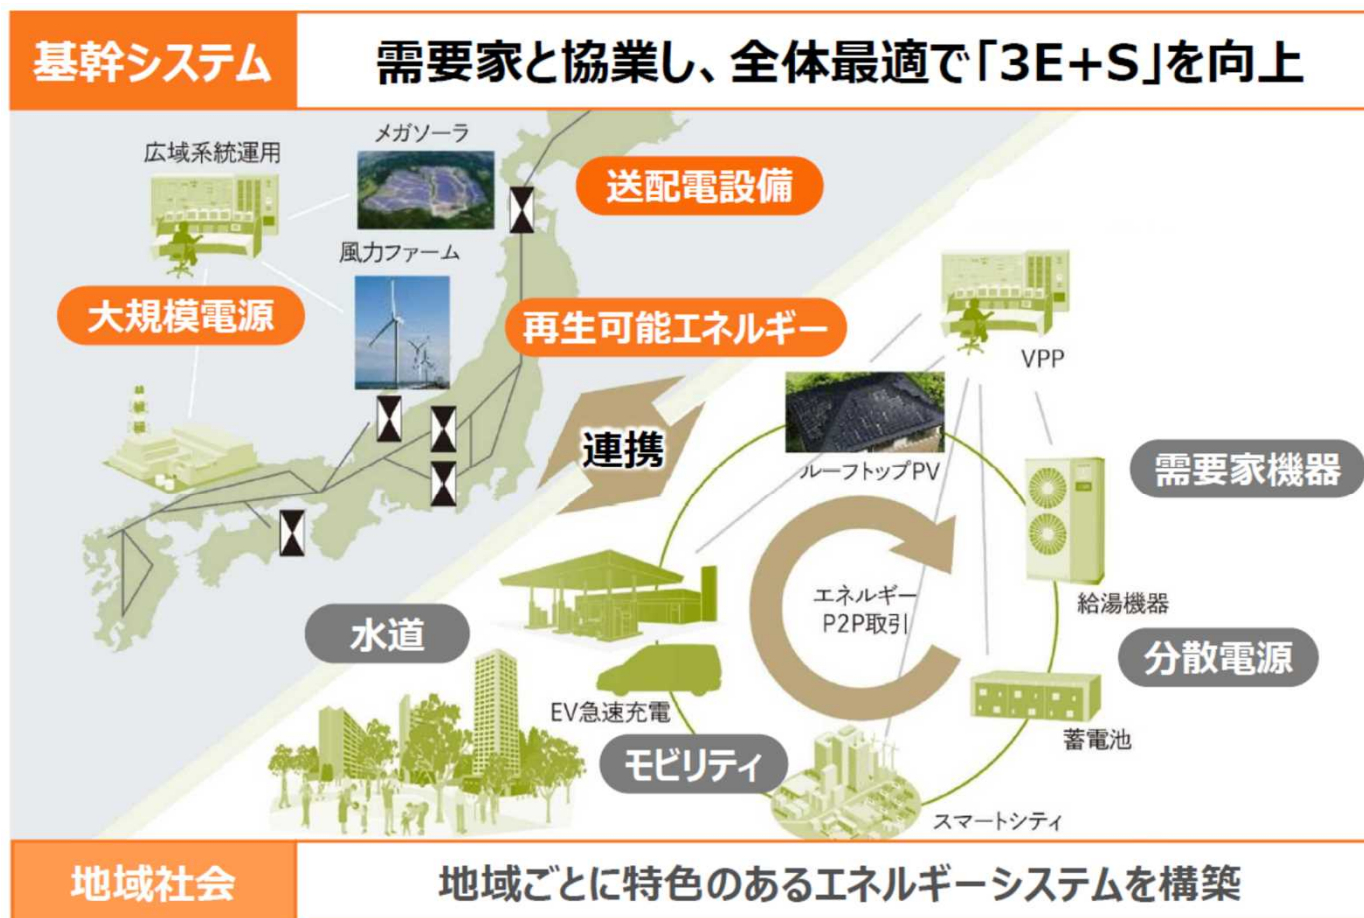 基幹システム
需要家と協業し、全体最適で「3E+S」を向上
広域系統運用
メガソーラ
送配電設備
風力ファーム
大規模電源
再生可能エネルギー
VPP
連携
ルーフトップPV
需要家機器
エネルギー
P2P取引
給湯機器
水道
分散電源
EV急速充電
蓄電池
モビリティ
スマートシティ
地域社会
地域ごとに特色のあるエネルギーシステムを構築